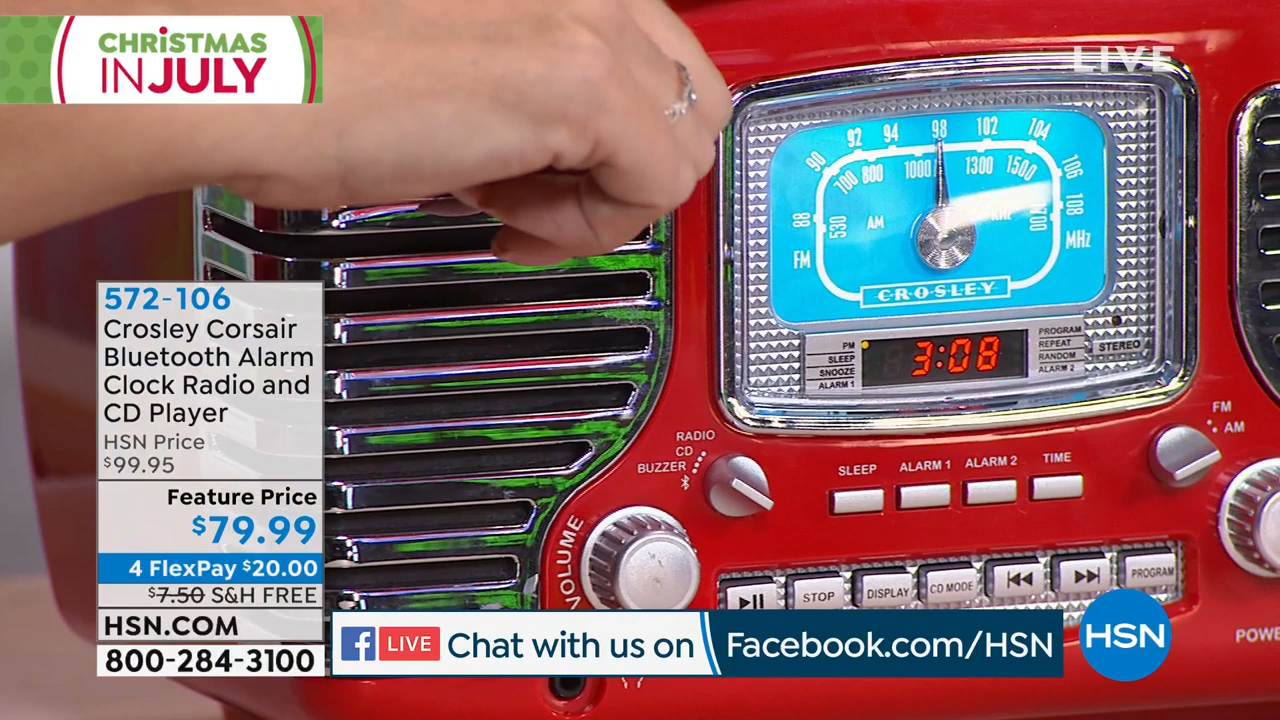 CHRISTMAS
IN JULY
LIVE
88 90 92 94 98 102 104 106 108
FM
MHz
530 700 800 1000 1300 1500
AM
CROSLEY
PM
SLEEP
SNOOZE
ALARM 1
3:08
PROGRAM
REPEAT
RANDOM
ALARM 2
STEREO
RADIO
CD
BUZZER
SLEEP
ALARM 1
ALARM 2
TIME
FM
AM
VOLUME
STOP
DISPLAY
CD MODE
PROGRAM
POWE
572-106
Crosley Corsair
Bluetooth Alarm
Clock Radio and
CD Player
HSN Price
$99.95
Feature Price
$79.99
4 FlexPay $20.00
$7.50 S&H FREE
HSN.COM
800-284-3100
f LIVE Chat with us on Facebook.com/HSN
HSN